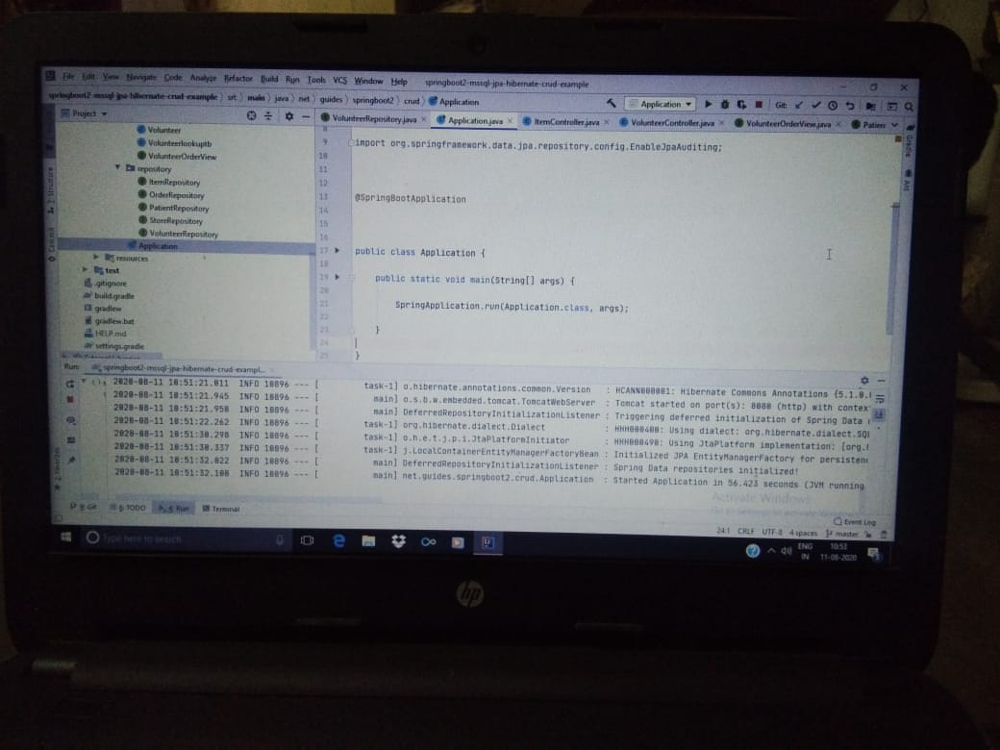 File Edit View Navigate Code Analyze Refactor Build Run Tools VCS Window Help springboot2-mssql-jpa-hibernate-crud-example
springboot2-mssql-jpa-hibernate-crud-example src main java net guides springboot2 crud Application
Application Git:
Project
VolunteerRepository.java Application.java ItemController.java VolunteerController.java VolunteerOrderView.java Patien
Volunteer
Volunteerlookuptb
VolunteerOrderView
repository
ItemRepository
OrderRepository
PatientRepository
StoreRepository
VolunteerRepository
Application
resources
test
.gitignore
build.gradle
gradlew
gradlew.bat
HELP.md
settings.gradle
8
9 import org.springframework.data.jpa.repository.config.EnableJpaAuditing;
10
11
12
13 @SpringBootApplication
14
15
16
17 public class Application {
18
19 public static void main(String[] args) {
20
21 SpringApplication.run(Application.class, args);
22
23 }
24
25 }
Gradle
Ant
Structure
Commit
Favorites
Run: springboot2-mssql-jpa-hibernate-crud-exampl...
2020-08-11 10:51:21.011 INFO 10896 --- [ task-1] o.hibernate.annotations.common.Version : HCANN000001: Hibernate Commons Annotations {5.1.0.
2020-08-11 10:51:21.945 INFO 10896 --- [ main] o.s.b.w.embedded.tomcat.TomcatWebServer : Tomcat started on port(s): 8080 (http) with contex
2020-08-11 10:51:21.950 INFO 10896 --- [ main] DeferredRepositoryInitializationListener : Triggering deferred initialization of Spring Data
2020-08-11 10:51:22.262 INFO 10896 --- [ task-1] org.hibernate.dialect.Dialect : HHH000400: Using dialect: org.hibernate.dialect.SQL
2020-08-11 10:51:30.298 INFO 10896 --- [ task-1] o.h.e.t.j.p.i.JtaPlatformInitiator : HHH000490: Using JtaPlatform implementation: [org.
2020-08-11 10:51:30.337 INFO 10896 --- [ task-1] j.LocalContainerEntityManagerFactoryBean : Initialized JPA EntityManagerFactory for persisten
2020-08-11 10:51:32.022 INFO 10896 --- [ main] DeferredRepositoryInitializationListener : Spring Data repositories initialized!
2020-08-11 10:51:32.108 INFO 10896 --- [ main] net.guides.springboot2.crud.Application : Started Application in 56.423 seconds (JVM running
Activate Windows
9: Git 6: TODO 4: Run Terminal
Event Log
24:1 CRLF UTF-8 4 spaces master
Type here to search
ENG
IN
10:53
11-08-2020
hp